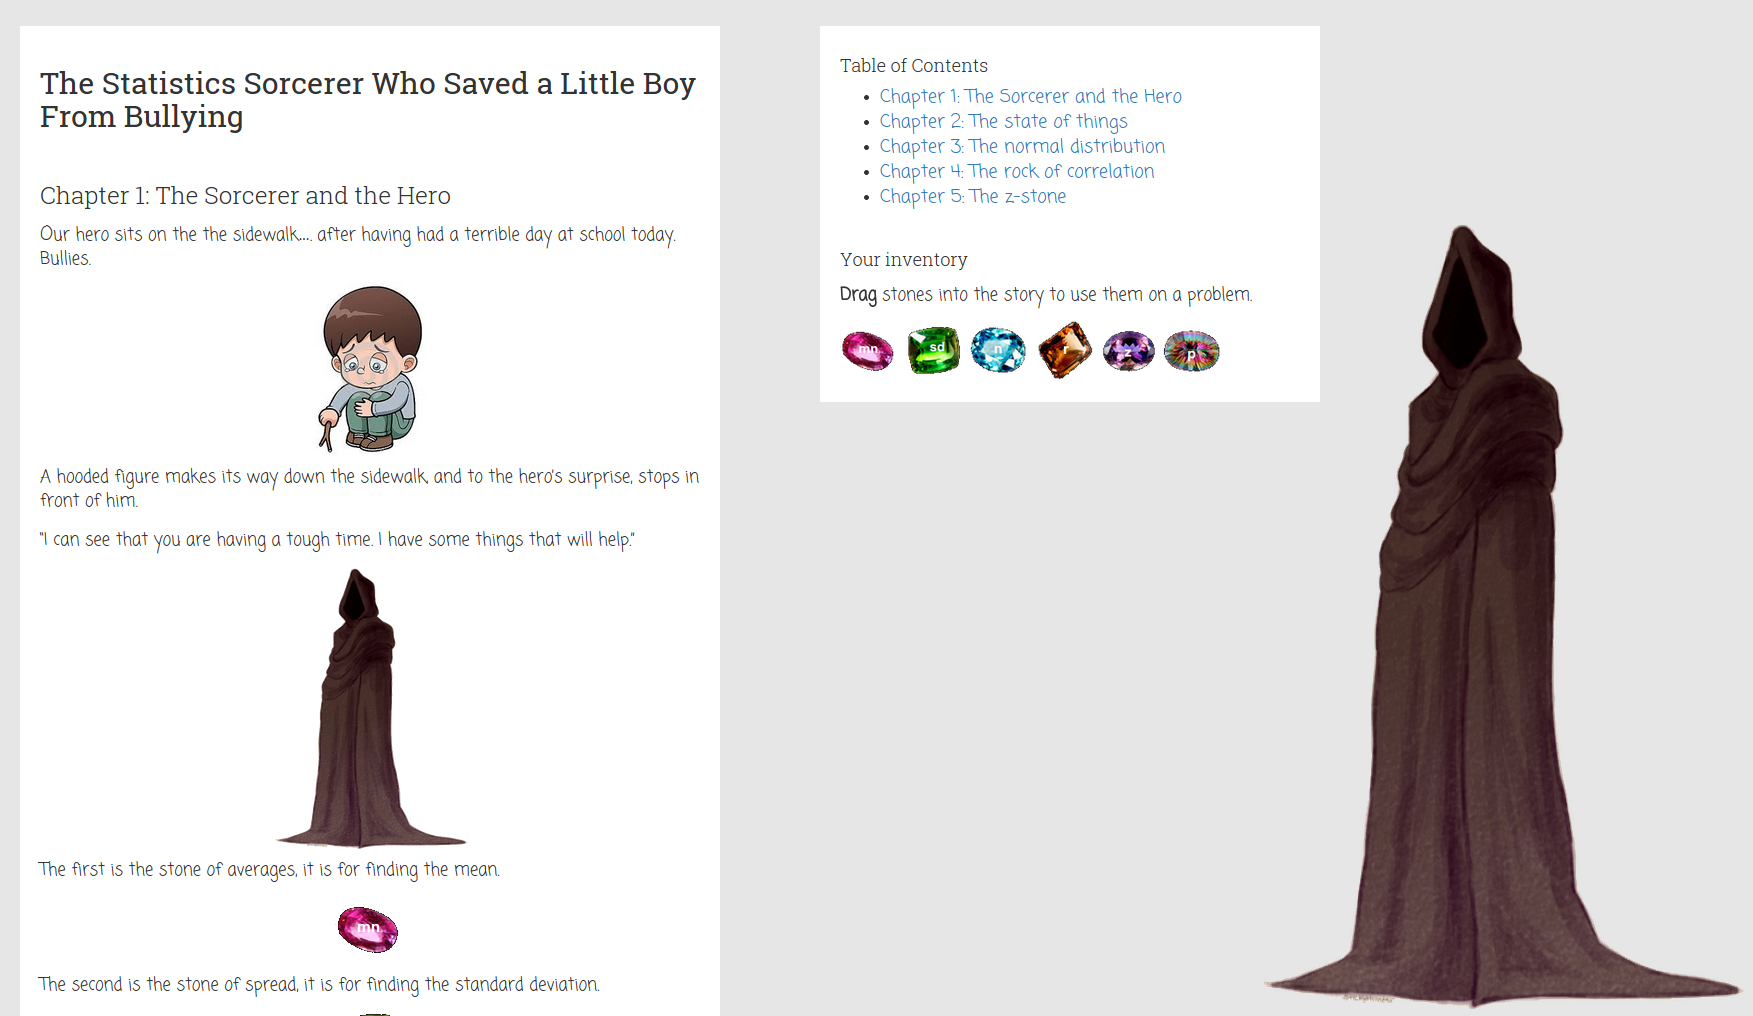 The Statistics Sorcerer Who Saved a Little Boy
From Bullying
Chapter 1: The Sorcerer and the Hero
Our hero sits on the the sidewalk.... after having had a terrible day at school today.
Bullies.
A hooded figure makes its way down the sidewalk, and to the hero's surprise, stops in
front of him.
"I can see that you are having a tough time. I have some things that will help."
The first is the stone of averages, it is for finding the mean.
mn
The second is the stone of spread, it is for finding the standard deviation.
Table of Contents
Chapter 1: The Sorcerer and the Hero
Chapter 2: The state of things
Chapter 3: The normal distribution
Chapter 4: The rock of correlation
Chapter 5: The z-stone
Your inventory
Drag stones into the story to use them on a problem.
mn sd n r z p